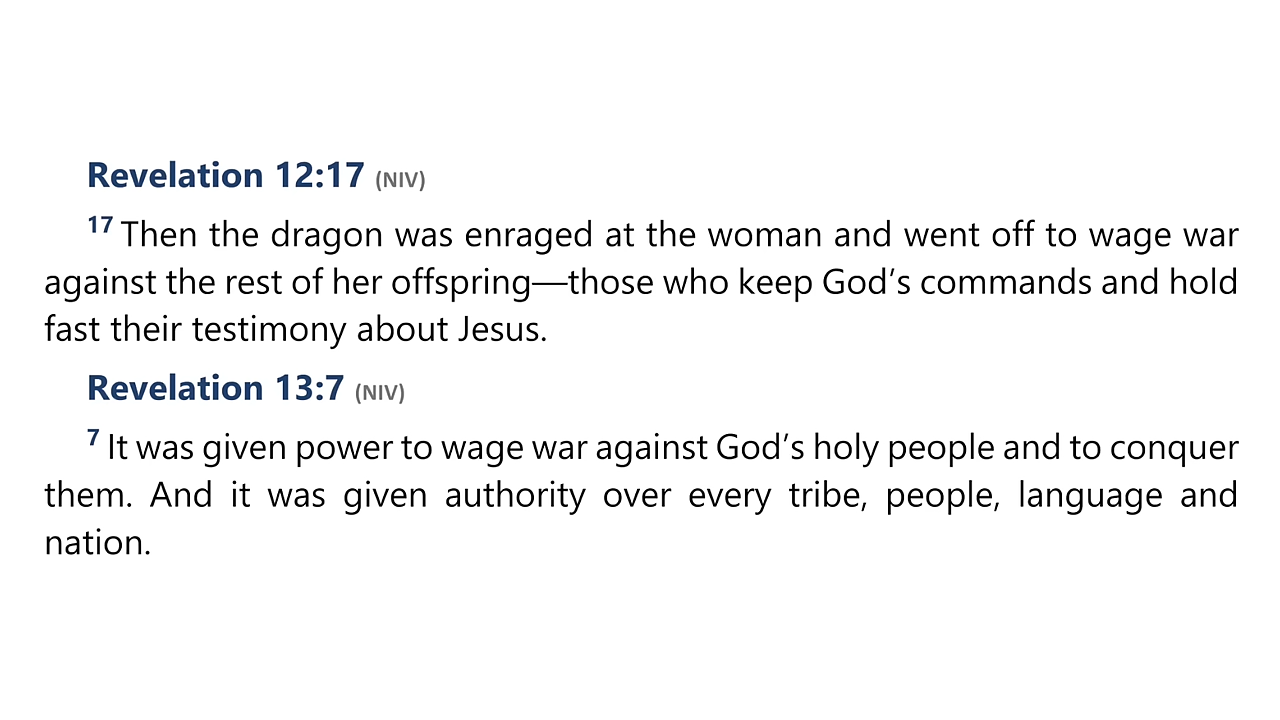 Revelation 12:17 (NIV)
17 Then the dragon was enraged at the woman and went off to wage war
against the rest of her offspring—those who keep God’s commands and hold
fast their testimony about Jesus.
Revelation 13:7 (NIV)
7 It was given power to wage war against God’s holy people and to conquer
them. And it was given authority over every tribe, people, language and
nation.